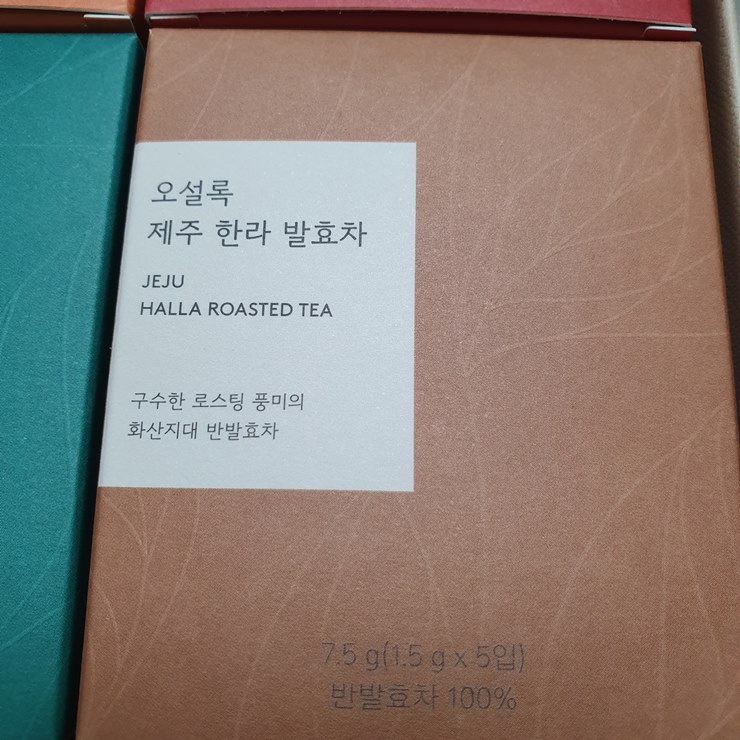 오설록
제주 한라 발효차
JEJU
HALLA ROASTED TEA
구수한 로스팅 풍미의
화산지대 반발효차
7.5 g(1.5 g x 5입)
반발효차 100%